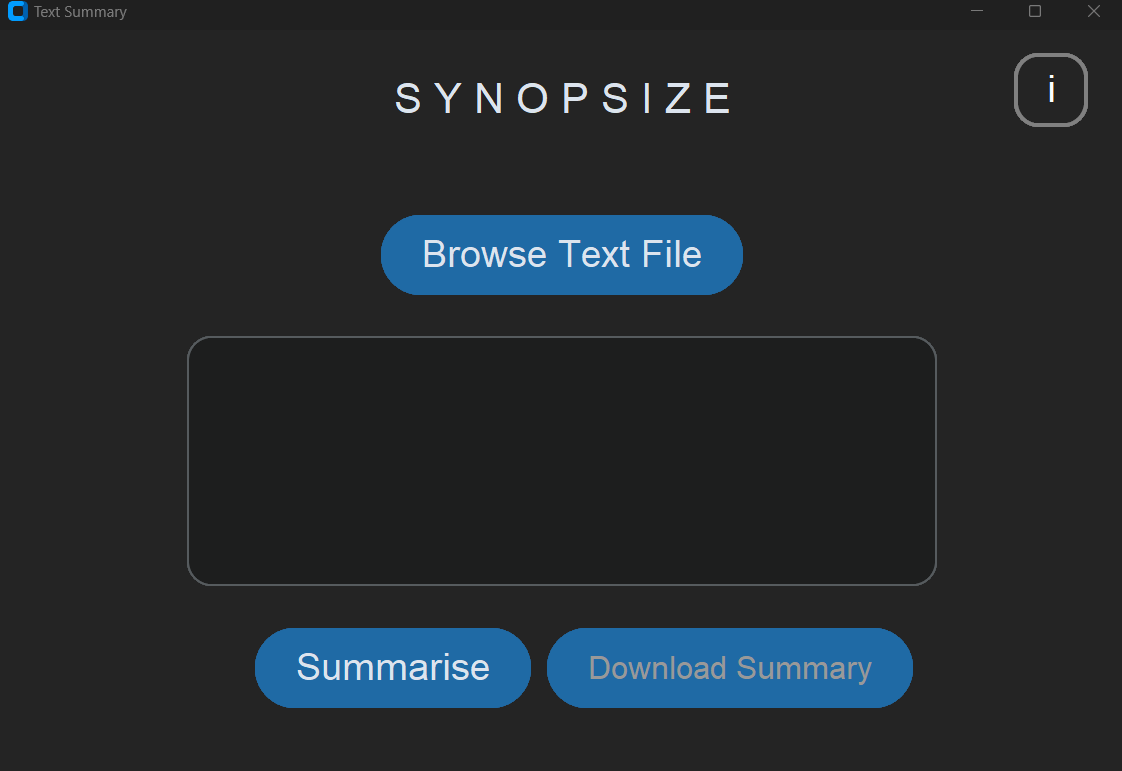 Text Summary
S Y N O P S I Z E
i
Browse Text File
Summarise
Download Summary